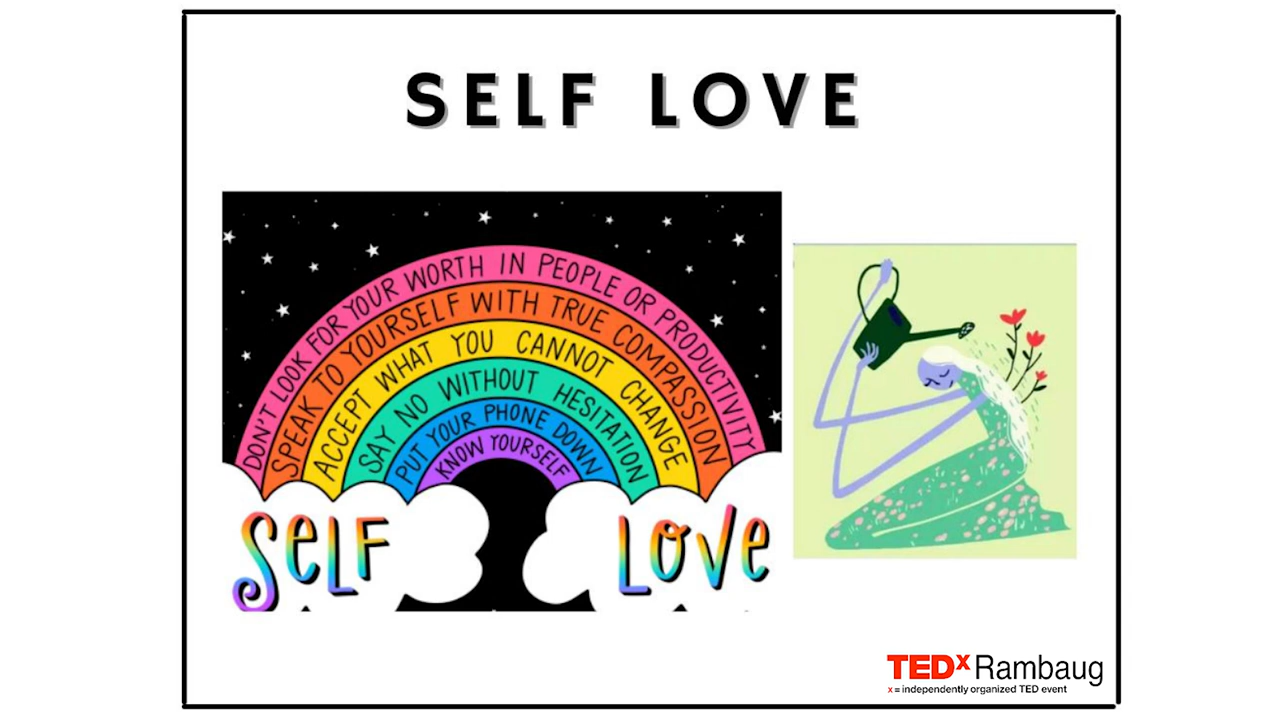 SELF LOVE
DON'T LOOK FOR YOUR WORTH IN PEOPLE OR PRODUCTIVITY
SPEAK TO YOURSELF WITH TRUE COMPASSION
ACCEPT WHAT YOU CANNOT CHANGE
SAY NO WITHOUT HESITATION
PUT YOUR PHONE DOWN
KNOW YOURSELF
SELF LOVE
TEDx Rambaug
x = independently organized TED event